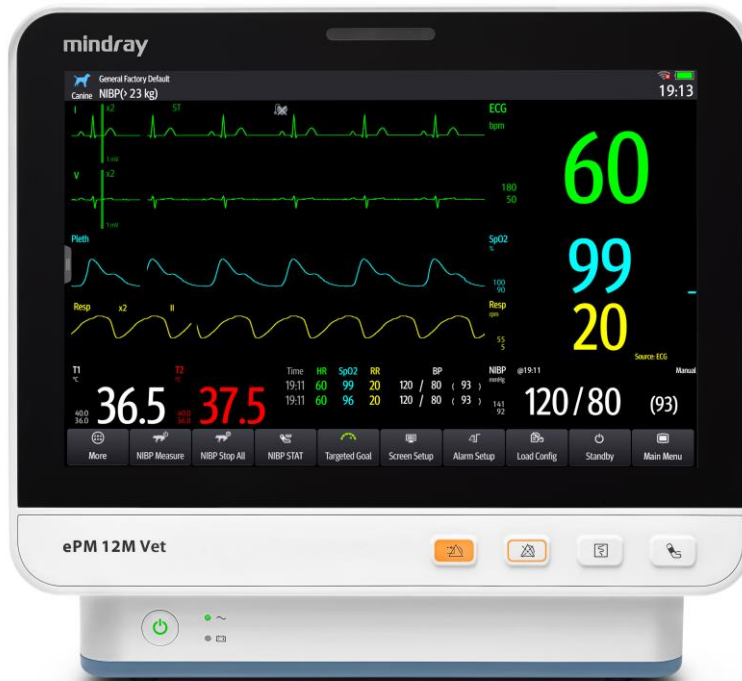 mindray
General Factory Default
Canine NIBP(> 23 kg)
19:13
I x2 ST
1 mV
ECG
bpm
60
180
50
V x2
1 mV
Pleth
SpO2
%
99
100
90
Resp x2 II
Resp
rpm
20
55
5
Source: ECG
T1
°C
36.5
40.0
36.0
T2
°C
37.5
40.0
36.0
Time HR SpO2 RR BP
19:11 60 99 20 120 / 80 ( 93 )
19:11 60 96 20 120 / 80 ( 93 )
NIBP @19:11 Manual
mmHg
141
92
120/80 (93)
More NIBP Measure NIBP Stop All NIBP STAT Targeted Goal Screen Setup Alarm Setup Load Config Standby Main Menu
ePM 12M Vet